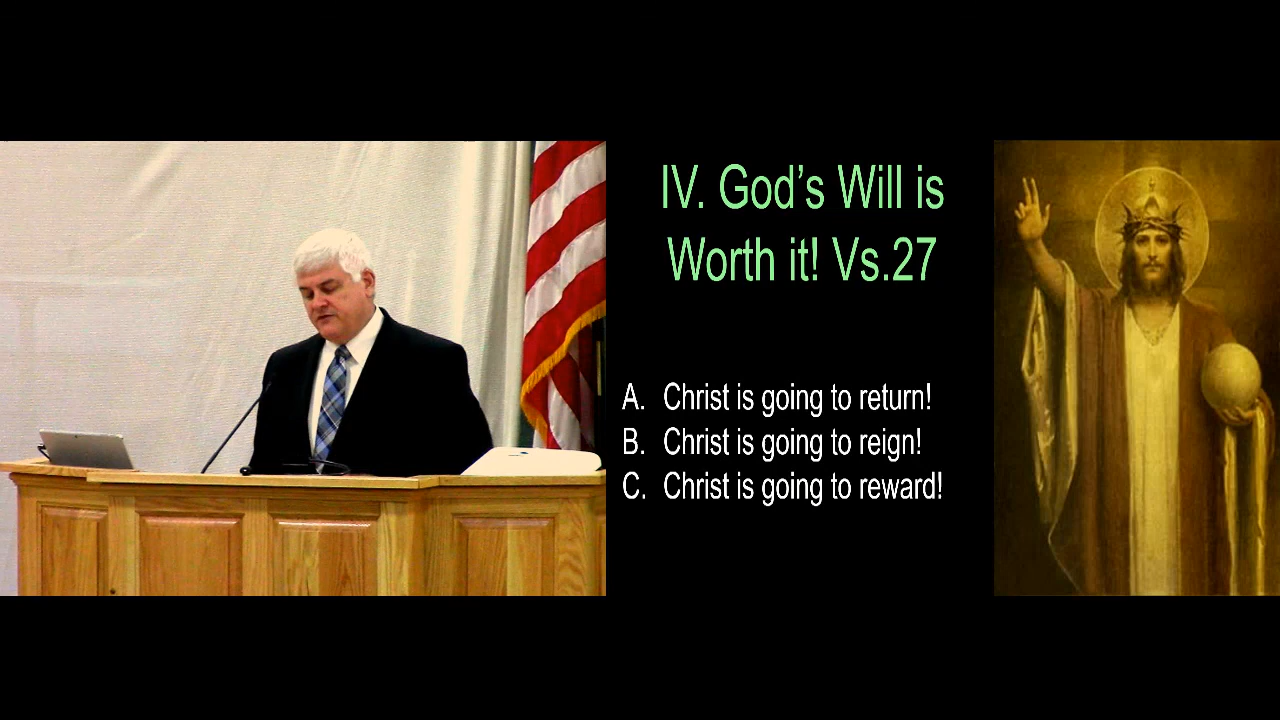 IV. God’s Will is
Worth it! Vs.27
A. Christ is going to return!
B. Christ is going to reign!
C. Christ is going to reward!